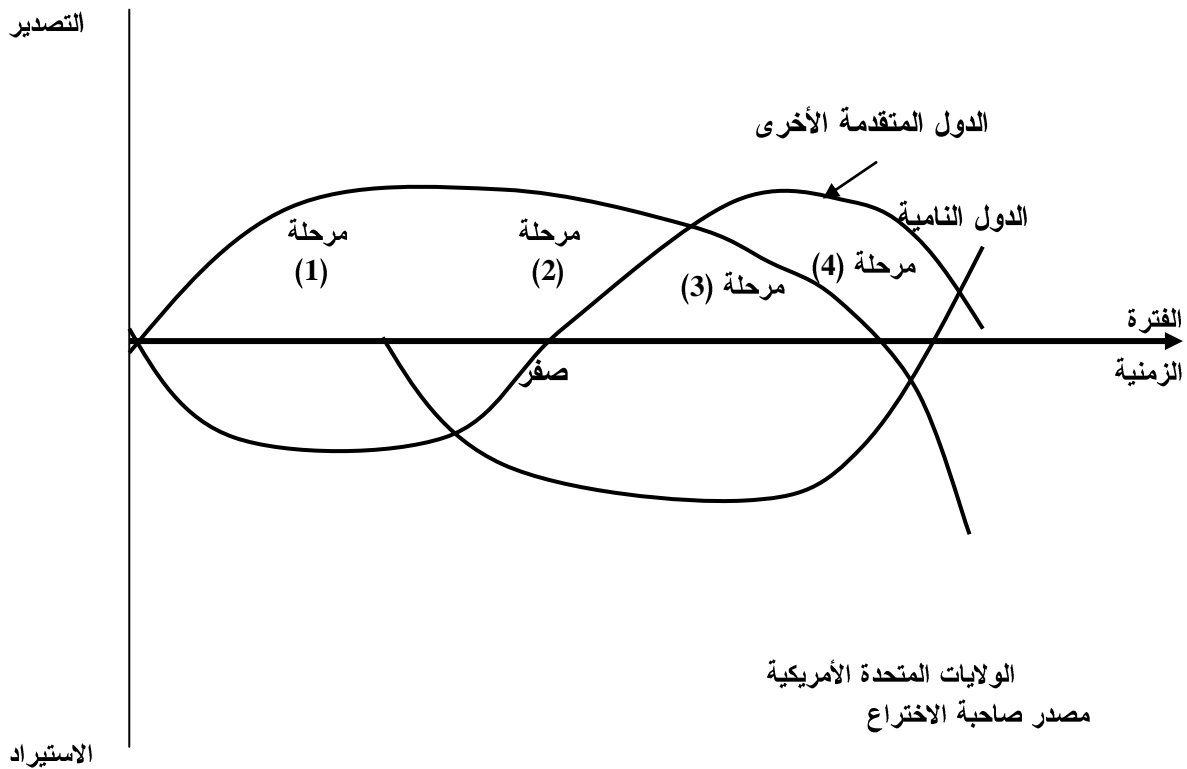 التصدير
الدول المتقدمة الأخرى
الدول النامية
مرحلة
(1)
مرحلة
(2)
مرحلة (3)
مرحلة (4)
الفترة
الزمنية
صفر
الولايات المتحدة الأمريكية
مصدر صاحبة الاختراع
الاستيراد